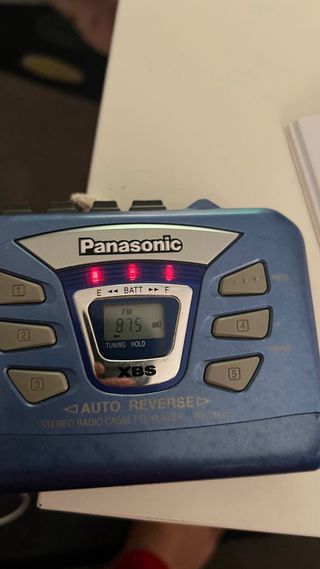 Panasonic
E ◄◄ BATT ►► F
FM
1
87.5
2
4
TUNING HOLD
XBS
3
5
◁AUTO REVERSE▷
STEREO RADIO CASSETTE PLAYER